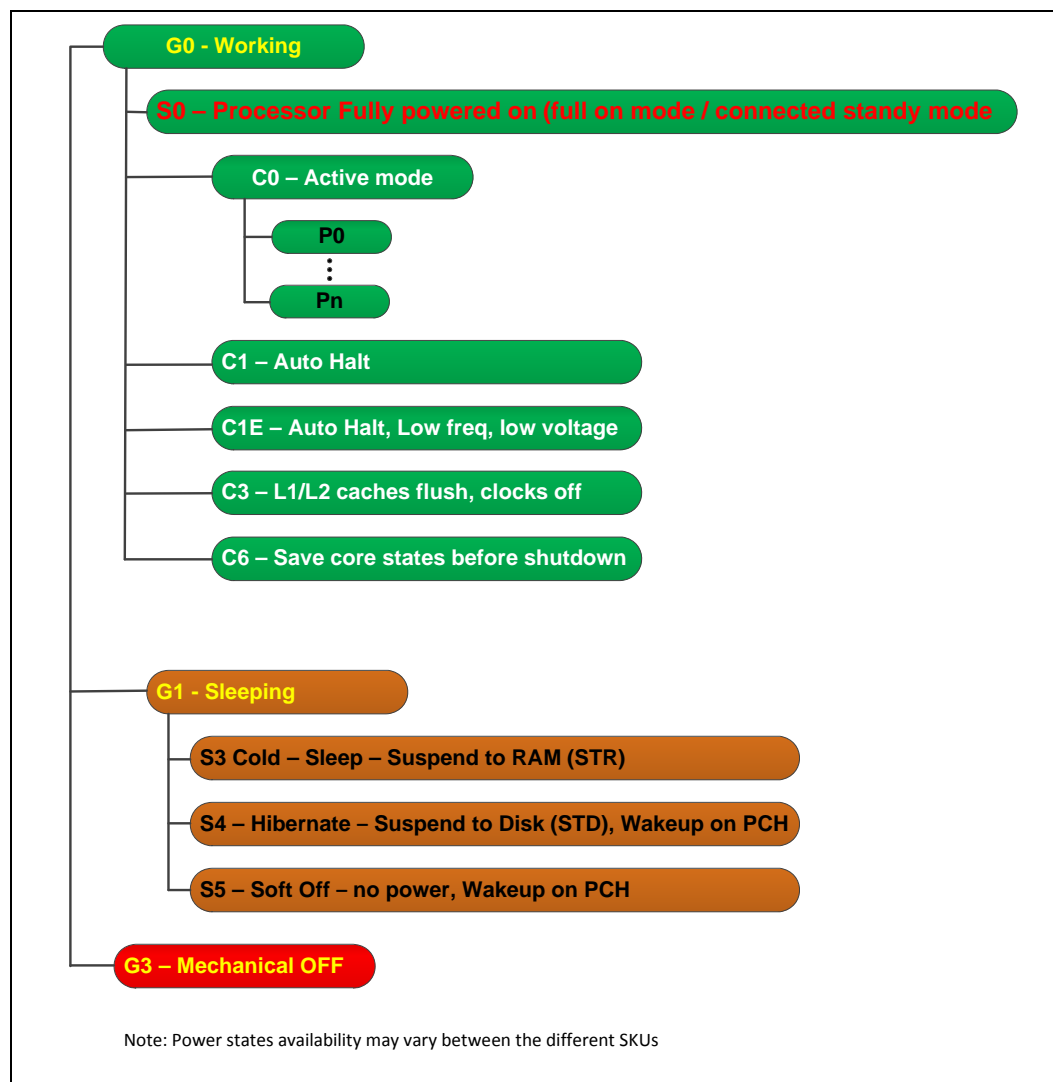 G0 - Working
S0 – Processor Fully powered on (full on mode / connected standy mode
C0 – Active mode
P0
Pn
C1 – Auto Halt
C1E – Auto Halt, Low freq, low voltage
C3 – L1/L2 caches flush, clocks off
C6 – Save core states before shutdown
G1 - Sleeping
S3 Cold – Sleep – Suspend to RAM (STR)
S4 – Hibernate – Suspend to Disk (STD), Wakeup on PCH
S5 – Soft Off – no power, Wakeup on PCH
G3 – Mechanical OFF
Note: Power states availability may vary between the different SKUs